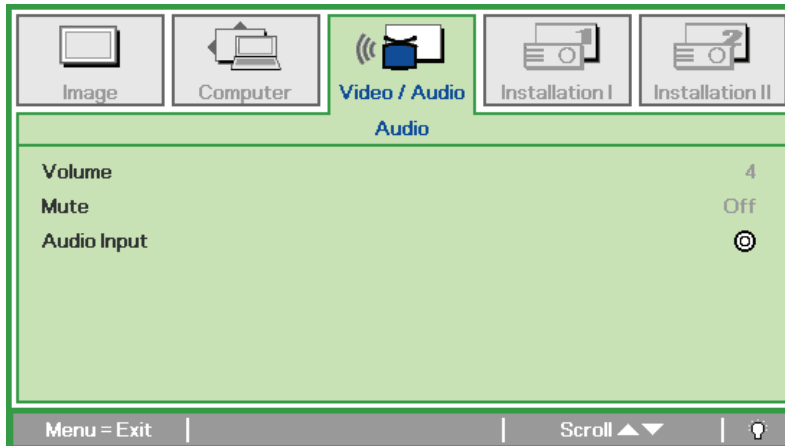 Image Computer Video / Audio Installation I Installation II
Audio
Volume 4
Mute Off
Audio Input
Menu = Exit Scroll ▲▼